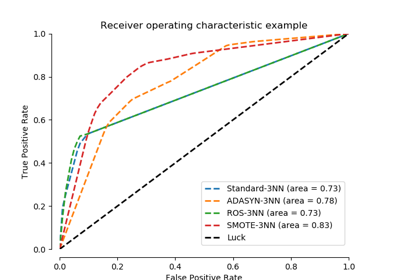 Receiver operating characteristic example
1.0
0.8
0.6
0.4
0.2
0.0
True Positive Rate
Standard-3NN (area = 0.73)
ADASYN-3NN (area = 0.78)
ROS-3NN (area = 0.73)
SMOTE-3NN (area = 0.83)
Luck
0.0 0.2 0.4 0.6 0.8 1.0
False Positive Rate